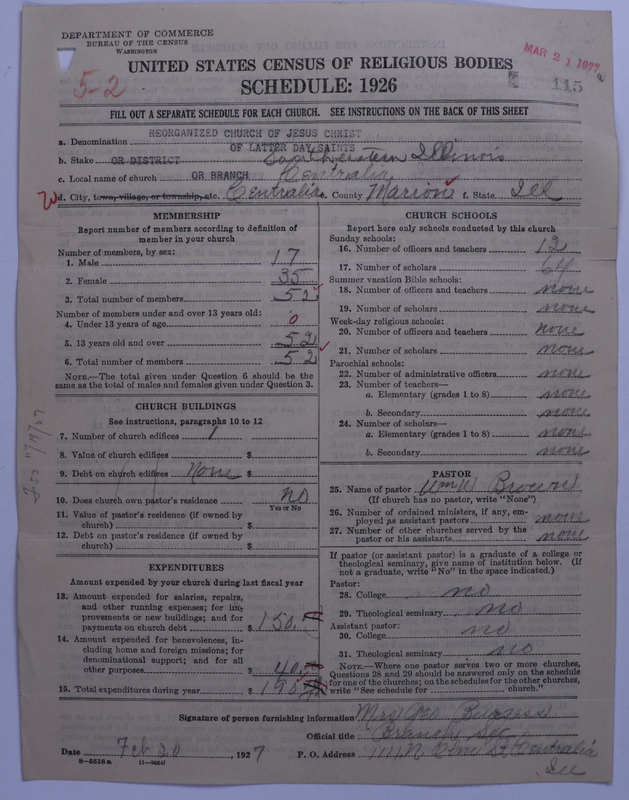 DEPARTMENT OF COMMERCE
BUREAU OF THE CENSUS
WASHINGTON
MAR 21 1927
115
5-2
UNITED STATES CENSUS OF RELIGIOUS BODIES
SCHEDULE: 1926
FILL OUT A SEPARATE SCHEDULE FOR EACH CHURCH. SEE INSTRUCTIONS ON THE BACK OF THIS SHEET
a. Denomination REORGANIZED CHURCH OF JESUS CHRIST
OF LATTER DAY SAINTS
b. Stake OR DISTRICT Southwestern Illinois
c. Local name of church OR BRANCH Centralia
d. City, town, village, or township, etc. Centralia e. County Marion f. State Ill
MEMBERSHIP
Report number of members according to definition of
member in your church
Number of members, by sex:
1. Male 17
2. Female 35
3. Total number of members 52
Number of members under and over 13 years old:
4. Under 13 years of age 0
5. 13 years old and over 52
6. Total number of members 52
NOTE.—The total given under Question 6 should be the
same as the total of males and females given under Question 3.
CHURCH BUILDINGS
See instructions, paragraphs 10 to 12
7. Number of church edifices 1
8. Value of church edifices $
9. Debt on church edifices None $
10. Does church own pastor's residence no
Yes or No
11. Value of pastor's residence (if owned by
church) $
12. Debt on pastor's residence (if owned by
church) $
EXPENDITURES
Amount expended by your church during last fiscal year
13. Amount expended for salaries, repairs,
and other running expenses; for im-
provements or new buildings; and for
payments on church debt $ 150.
14. Amount expended for benevolences, in-
cluding home and foreign missions; for
denominational support; and for all
other purposes $ 40.
15. Total expenditures during year $ 190
CHURCH SCHOOLS
Report here only schools conducted by this church
Sunday schools:
16. Number of officers and teachers 12
17. Number of scholars 64
Summer vacation Bible schools:
18. Number of officers and teachers none
19. Number of scholars none
Week-day religious schools:
20. Number of officers and teachers none
21. Number of scholars none
Parochial schools:
22. Number of administrative officers none
23. Number of teachers—
a. Elementary (grades 1 to 8) none
b. Secondary none
24. Number of scholars—
a. Elementary (grades 1 to 8) none
b. Secondary none
PASTOR
25. Name of pastor Brown
(If church has no pastor, write "None")
26. Number of ordained ministers, if any, em-
ployed as assistant pastors none
27. Number of other churches served by the
pastor or his assistants none
If pastor (or assistant pastor) is a graduate of a college or
theological seminary, give name of institution below. (If
not a graduate, write "No" in the space indicated.)
Pastor:
28. College no
29. Theological seminary no
Assistant pastor:
30. College no
31. Theological seminary no
NOTE.—Where one pastor serves two or more churches,
Questions 28 and 29 should be answered only on the schedule
for one of the churches; on the schedules for the other churches,
write "See schedule for church."
Signature of person furnishing information Mrs Geo Burgess
Official title Branch
Date Feb 20, 1927 P. O. Address 1111 N. Elm St Centralia
Ill
8—5518a